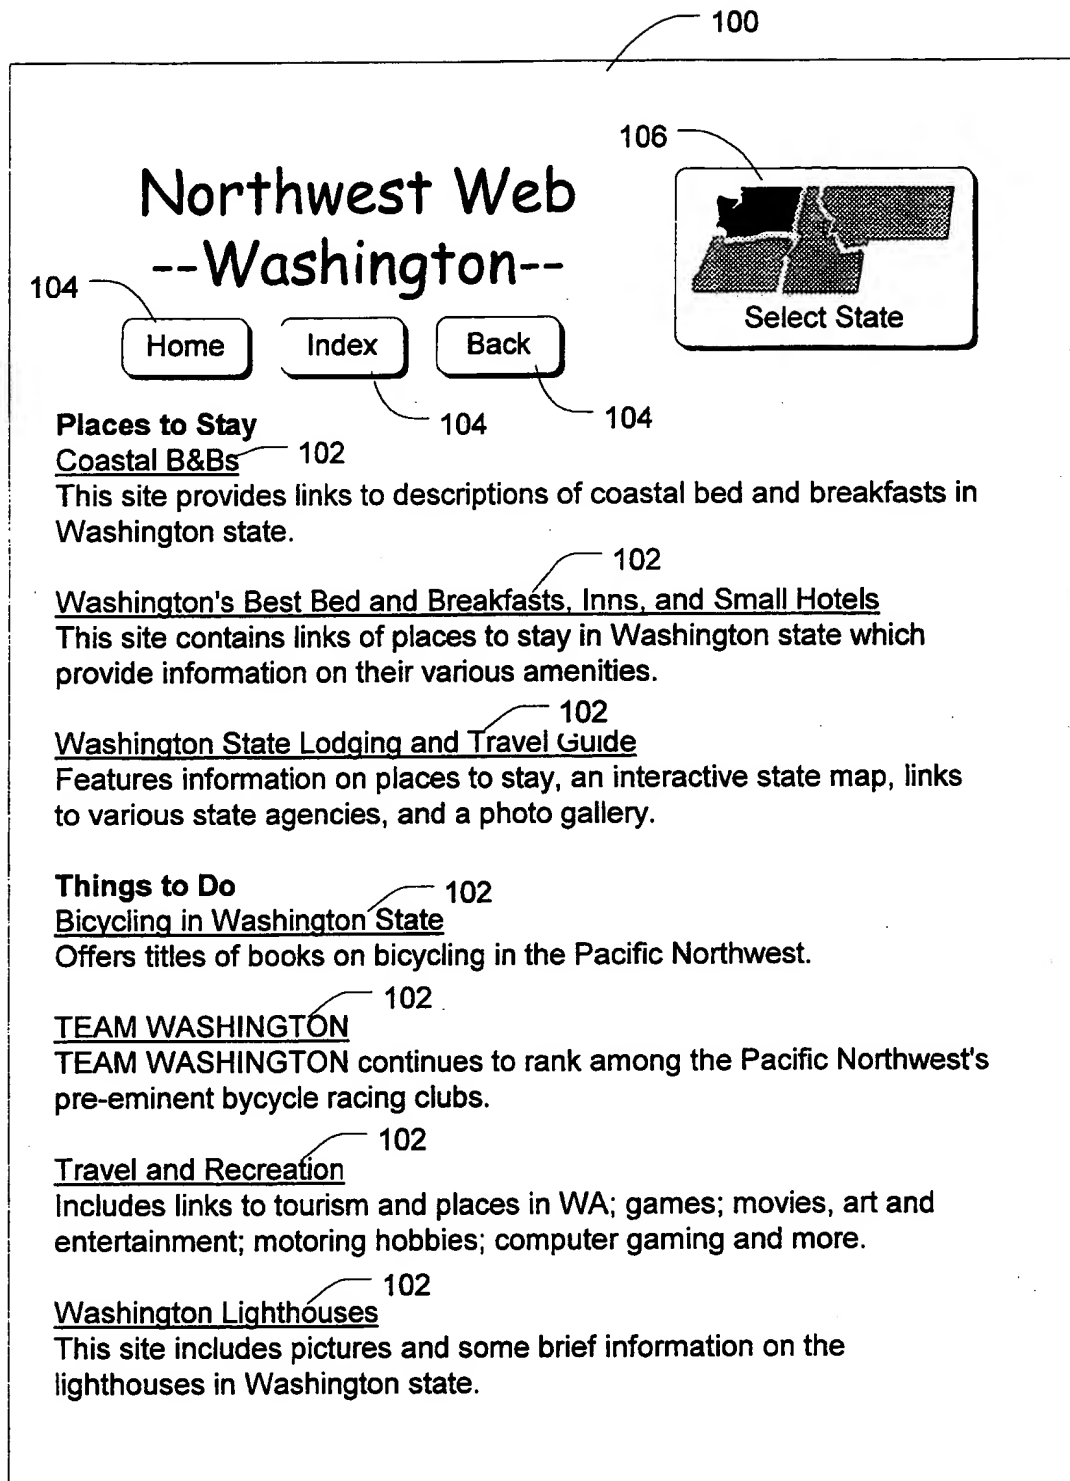 100
106
Northwest Web
--Washington--
104
Select State
Home Index Back
104 104
Places to Stay
Coastal B&Bs 102
This site provides links to descriptions of coastal bed and breakfasts in
Washington state.
102
Washington's Best Bed and Breakfasts, Inns, and Small Hotels
This site contains links of places to stay in Washington state which
provide information on their various amenities.
102
Washington State Lodging and Travel Guide
Features information on places to stay, an interactive state map, links
to various state agencies, and a photo gallery.
Things to Do
102
Bicycling in Washington State
Offers titles of books on bicycling in the Pacific Northwest.
102
TEAM WASHINGTON
TEAM WASHINGTON continues to rank among the Pacific Northwest's
pre-eminent bycycle racing clubs.
102
Travel and Recreation
Includes links to tourism and places in WA; games; movies, art and
entertainment; motoring hobbies; computer gaming and more.
102
Washington Lighthouses
This site includes pictures and some brief information on the
lighthouses in Washington state.